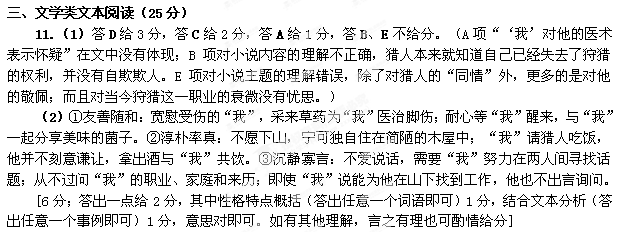 三、文学类文本阅读（25 分）
11.（1）答 D 给 3 分，答 C 给 2 分，答 A 给 1 分，答 B、E 不给分。（A 项“‘我’对他的医术
表示怀疑”在文中没有体现；B 项对小说内容的理解不正确，猎人本来就知道自己已经失去了狩猎
的权利，并没有自欺欺人。E 项对小说主题的理解错误，除了对猎人的“同情”外，更多的是对他
的敬佩；而且对当今狩猎这一职业的衰微没有忧思。）
（2）①友善随和：宽慰受伤的“我”，采来草药为“我”医治脚伤；耐心等“我”醒来，与“我”
一起分享美味的菌子。②淳朴率真：不愿下山，宁可独自住在简陋的木屋中；“我”请猎人吃饭，
他并不刻意谦让，拿出酒与“我”共饮。③沉静寡言：不爱说话，需要“我”努力在两人间寻找话
题；从不过问“我”的职业、家庭和来历；即使“我”说能为他在山下找到工作，他也不出言询问。
[6 分；答出一点给 2 分，其中性格特点概括（答出任意一个词语即可）1 分，结合文本分析（答
出任意一个事例即可）1 分，意思对即可。如有其他理解，言之有理也可酌情给分]